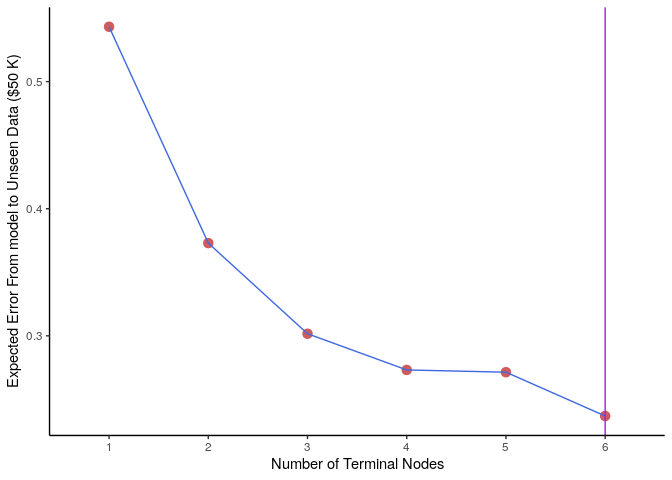 Expected Error From model to Unseen Data ($50 K)
0.5
0.4
0.3
1 2 3 4 5 6
Number of Terminal Nodes